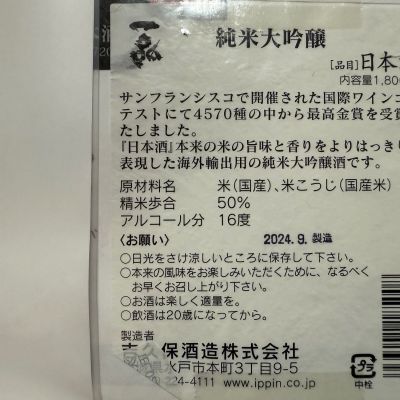 一品
純米大吟醸
[品目]日本
内容量1,80
サンフランシスコで開催された国際ワインコ
テストにて4570種の中から最高金賞を受賞
たしました。
『日本酒』本来の米の旨味と香りをよりはっき
表現した海外輸出用の純米大吟醸酒です。
原材料名 米(国産)、米こうじ(国産米)
精米歩合 50%
アルコール分 16度
〈お願い〉 2024.9. 製造
○日光をさけ涼しいところに保存して下さい。
○本来の風味をお楽しみいただくために、なるべく
お早くお召し上がり下さい。
○お酒は楽しく適量を。
○飲酒は20歳になってから。
製造者
保酒造株式会社
水戸市本町3丁目9-5
224-4111 www.ippin.co.jp
中栓